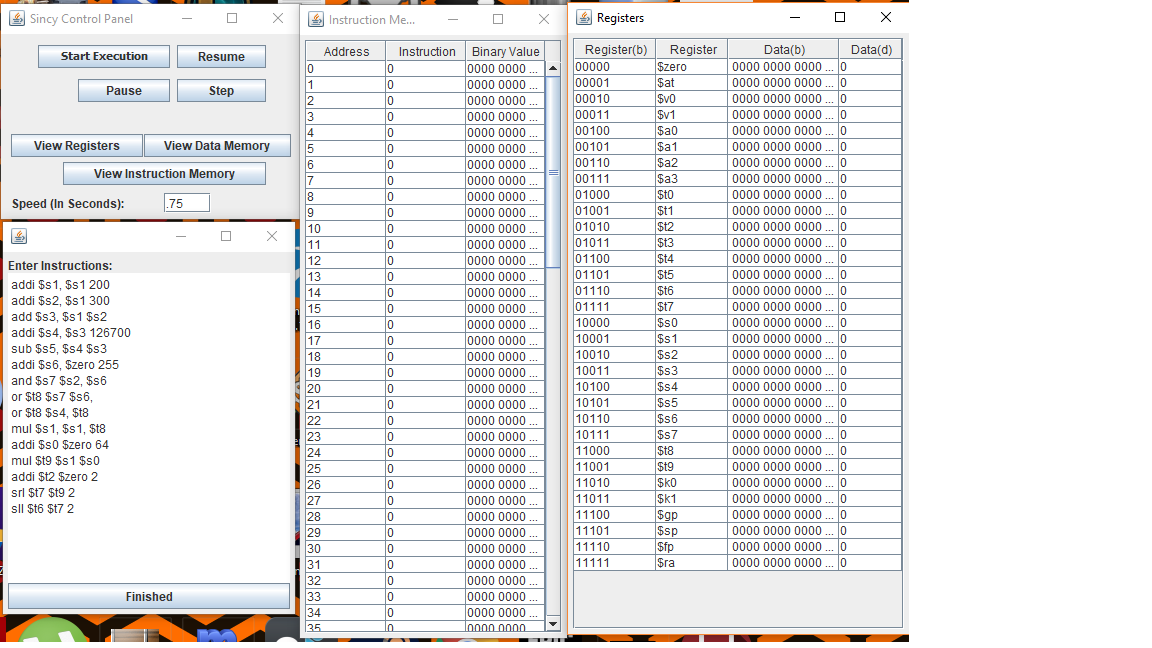 Sincy Control Panel
Start Execution Resume
Pause Step
View Registers View Data Memory
View Instruction Memory
Speed (In Seconds): .75
Enter Instructions:
addi $s1, $s1 200
addi $s2, $s1 300
add $s3, $s1 $s2
addi $s4, $s3 126700
sub $s5, $s4 $s3
addi $s6, $zero 255
and $s7 $s2, $s6
or $t8 $s7 $s6,
or $t8 $s4, $t8
mul $s1, $s1, $t8
addi $s0 $zero 64
mul $t9 $s1 $s0
addi $t2 $zero 2
srl $t7 $t9 2
sll $t6 $t7 2
Finished
Instruction Me...
Address Instruction Binary Value
0 0 0000 0000 ...
1 0 0000 0000 ...
2 0 0000 0000 ...
3 0 0000 0000 ...
4 0 0000 0000 ...
5 0 0000 0000 ...
6 0 0000 0000 ...
7 0 0000 0000 ...
8 0 0000 0000 ...
9 0 0000 0000 ...
10 0 0000 0000 ...
11 0 0000 0000 ...
12 0 0000 0000 ...
13 0 0000 0000 ...
14 0 0000 0000 ...
15 0 0000 0000 ...
16 0 0000 0000 ...
17 0 0000 0000 ...
18 0 0000 0000 ...
19 0 0000 0000 ...
20 0 0000 0000 ...
21 0 0000 0000 ...
22 0 0000 0000 ...
23 0 0000 0000 ...
24 0 0000 0000 ...
25 0 0000 0000 ...
26 0 0000 0000 ...
27 0 0000 0000 ...
28 0 0000 0000 ...
29 0 0000 0000 ...
30 0 0000 0000 ...
31 0 0000 0000 ...
32 0 0000 0000 ...
33 0 0000 0000 ...
34 0 0000 0000 ...
35 0 0000 0000 ...
Registers
Register(b) Register Data(b) Data(d)
00000 $zero 0000 0000 0000 ... 0
00001 $at 0000 0000 0000 ... 0
00010 $v0 0000 0000 0000 ... 0
00011 $v1 0000 0000 0000 ... 0
00100 $a0 0000 0000 0000 ... 0
00101 $a1 0000 0000 0000 ... 0
00110 $a2 0000 0000 0000 ... 0
00111 $a3 0000 0000 0000 ... 0
01000 $t0 0000 0000 0000 ... 0
01001 $t1 0000 0000 0000 ... 0
01010 $t2 0000 0000 0000 ... 0
01011 $t3 0000 0000 0000 ... 0
01100 $t4 0000 0000 0000 ... 0
01101 $t5 0000 0000 0000 ... 0
01110 $t6 0000 0000 0000 ... 0
01111 $t7 0000 0000 0000 ... 0
10000 $s0 0000 0000 0000 ... 0
10001 $s1 0000 0000 0000 ... 0
10010 $s2 0000 0000 0000 ... 0
10011 $s3 0000 0000 0000 ... 0
10100 $s4 0000 0000 0000 ... 0
10101 $s5 0000 0000 0000 ... 0
10110 $s6 0000 0000 0000 ... 0
10111 $s7 0000 0000 0000 ... 0
11000 $t8 0000 0000 0000 ... 0
11001 $t9 0000 0000 0000 ... 0
11010 $k0 0000 0000 0000 ... 0
11011 $k1 0000 0000 0000 ... 0
11100 $gp 0000 0000 0000 ... 0
11101 $sp 0000 0000 0000 ... 0
11110 $fp 0000 0000 0000 ... 0
11111 $ra 0000 0000 0000 ... 0